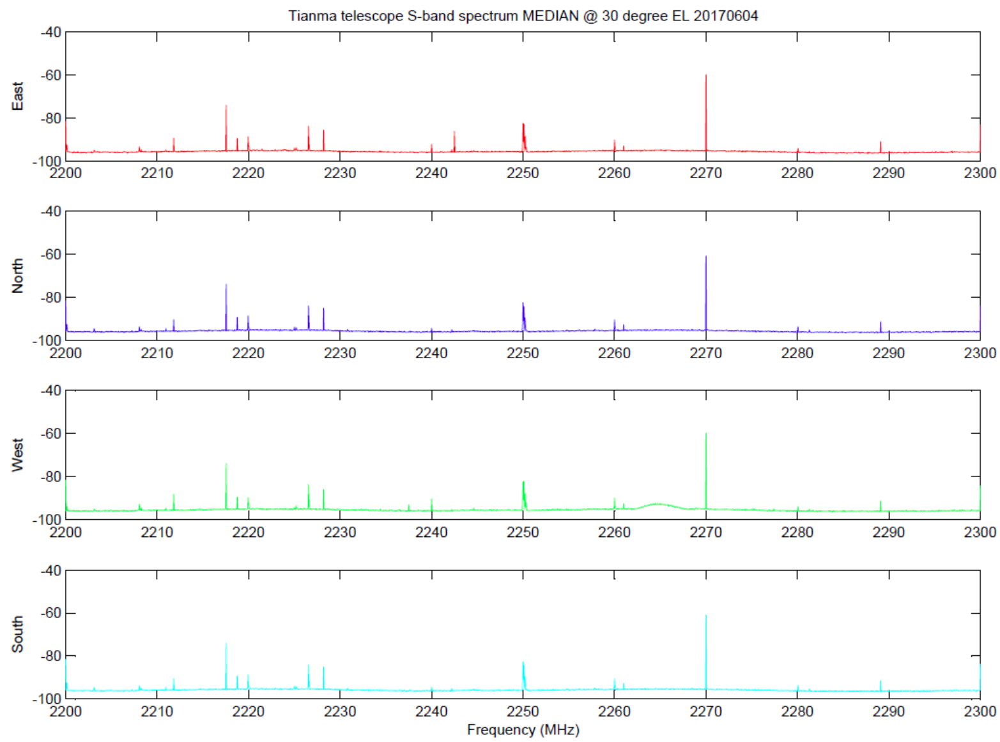 Tianma telescope S-band spectrum MEDIAN @ 30 degree EL 20170604
-40
-60
-80
-100
East
2200 2210 2220 2230 2240 2250 2260 2270 2280 2290 2300
-40
-60
-80
-100
North
2200 2210 2220 2230 2240 2250 2260 2270 2280 2290 2300
-40
-60
-80
-100
West
2200 2210 2220 2230 2240 2250 2260 2270 2280 2290 2300
-40
-60
-80
-100
South
2200 2210 2220 2230 2240 2250 2260 2270 2280 2290 2300
Frequency (MHz)